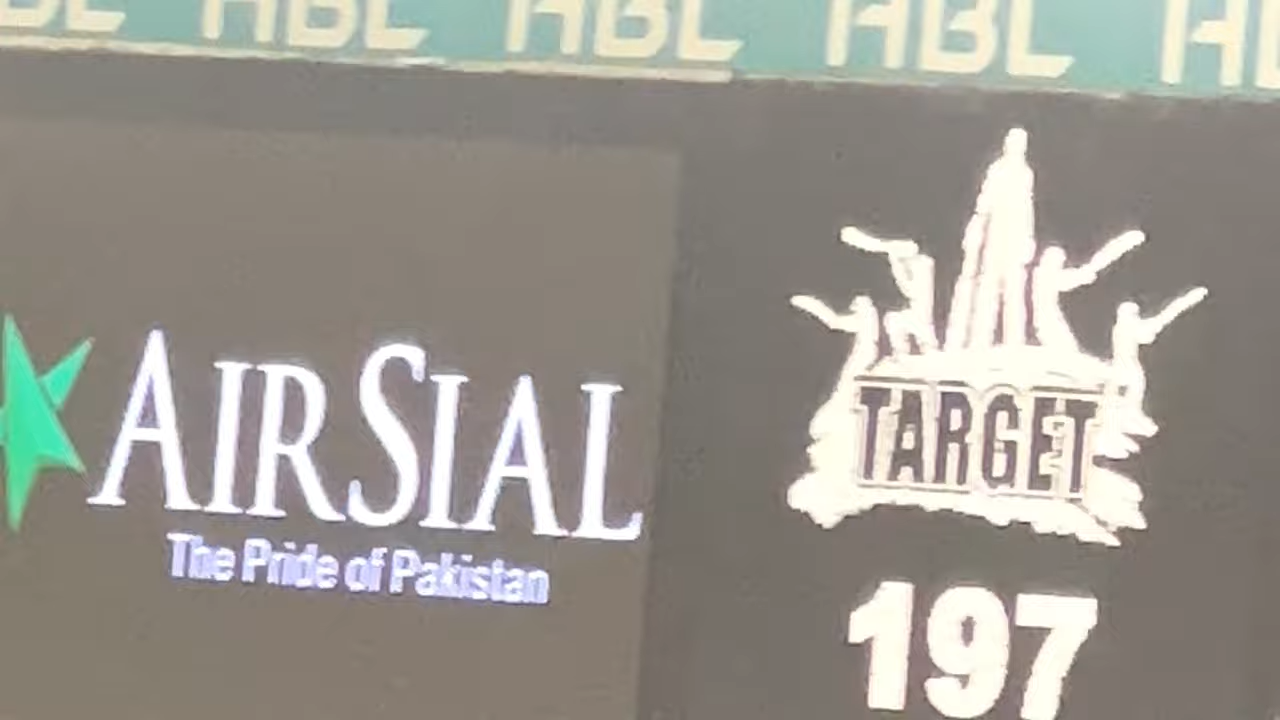 HBL HBL HBL HBL
AIRSIAL
The Pride of Pakistan
TARGET
197